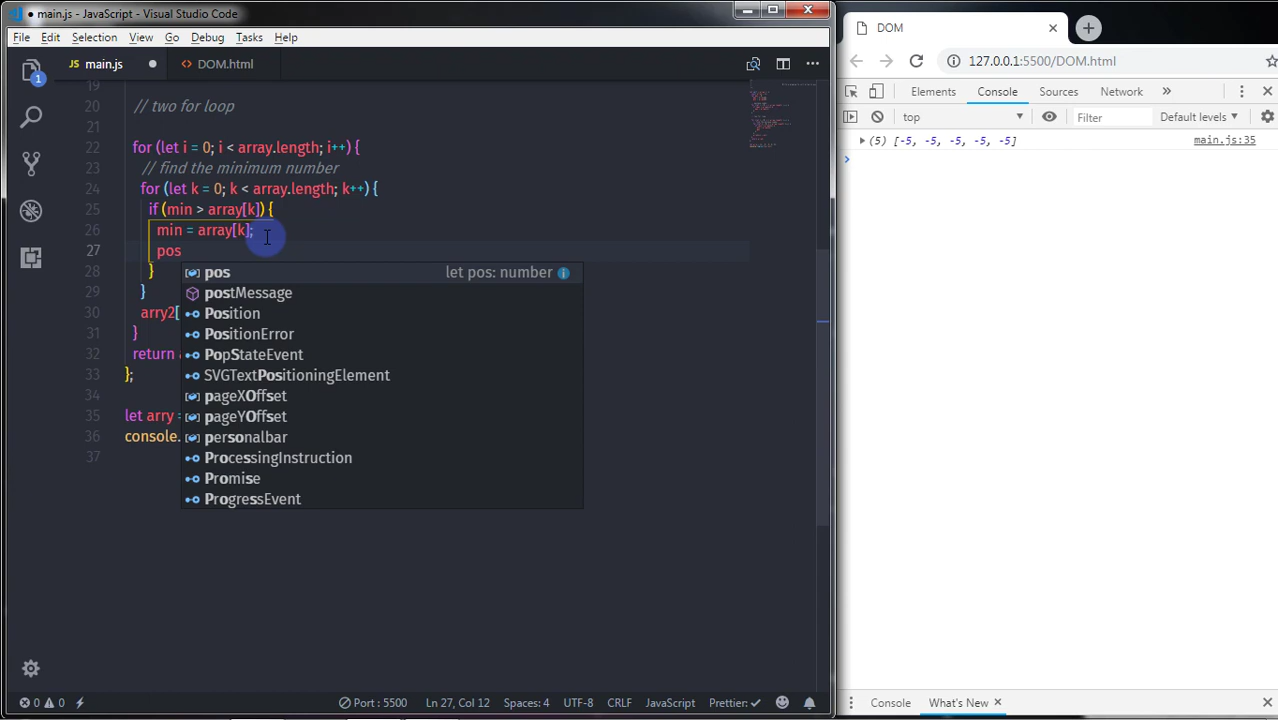 ● main.js - JavaScript - Visual Studio Code
File Edit Selection View Go Debug Tasks Help
JS main.js ● <> DOM.html
19
20 // two for loop
21
22 for (let i = 0; i < array.length; i++) {
23 // find the minimum number
24 for (let k = 0; k < array.length; k++) {
25 if (min > array[k]) {
26 min = array[k];
27 pos
28 }
29 }
30 arry2[
31 }
32 return
33 };
34
35 let arry =
36 console.
37
pos let pos: number
postMessage
Position
PositionError
PopStateEvent
SVGTextPositioningElement
pageXOffset
pageYOffset
personalbar
ProcessingInstruction
Promise
ProgressEvent
1
0 0 Port : 5500 Ln 27, Col 12 Spaces: 4 UTF-8 CRLF JavaScript Prettier: ✓
DOM
127.0.0.1:5500/DOM.html
Elements Console Sources Network »
top Filter Default levels
(5) [-5, -5, -5, -5, -5] main.js:35
Console What's New